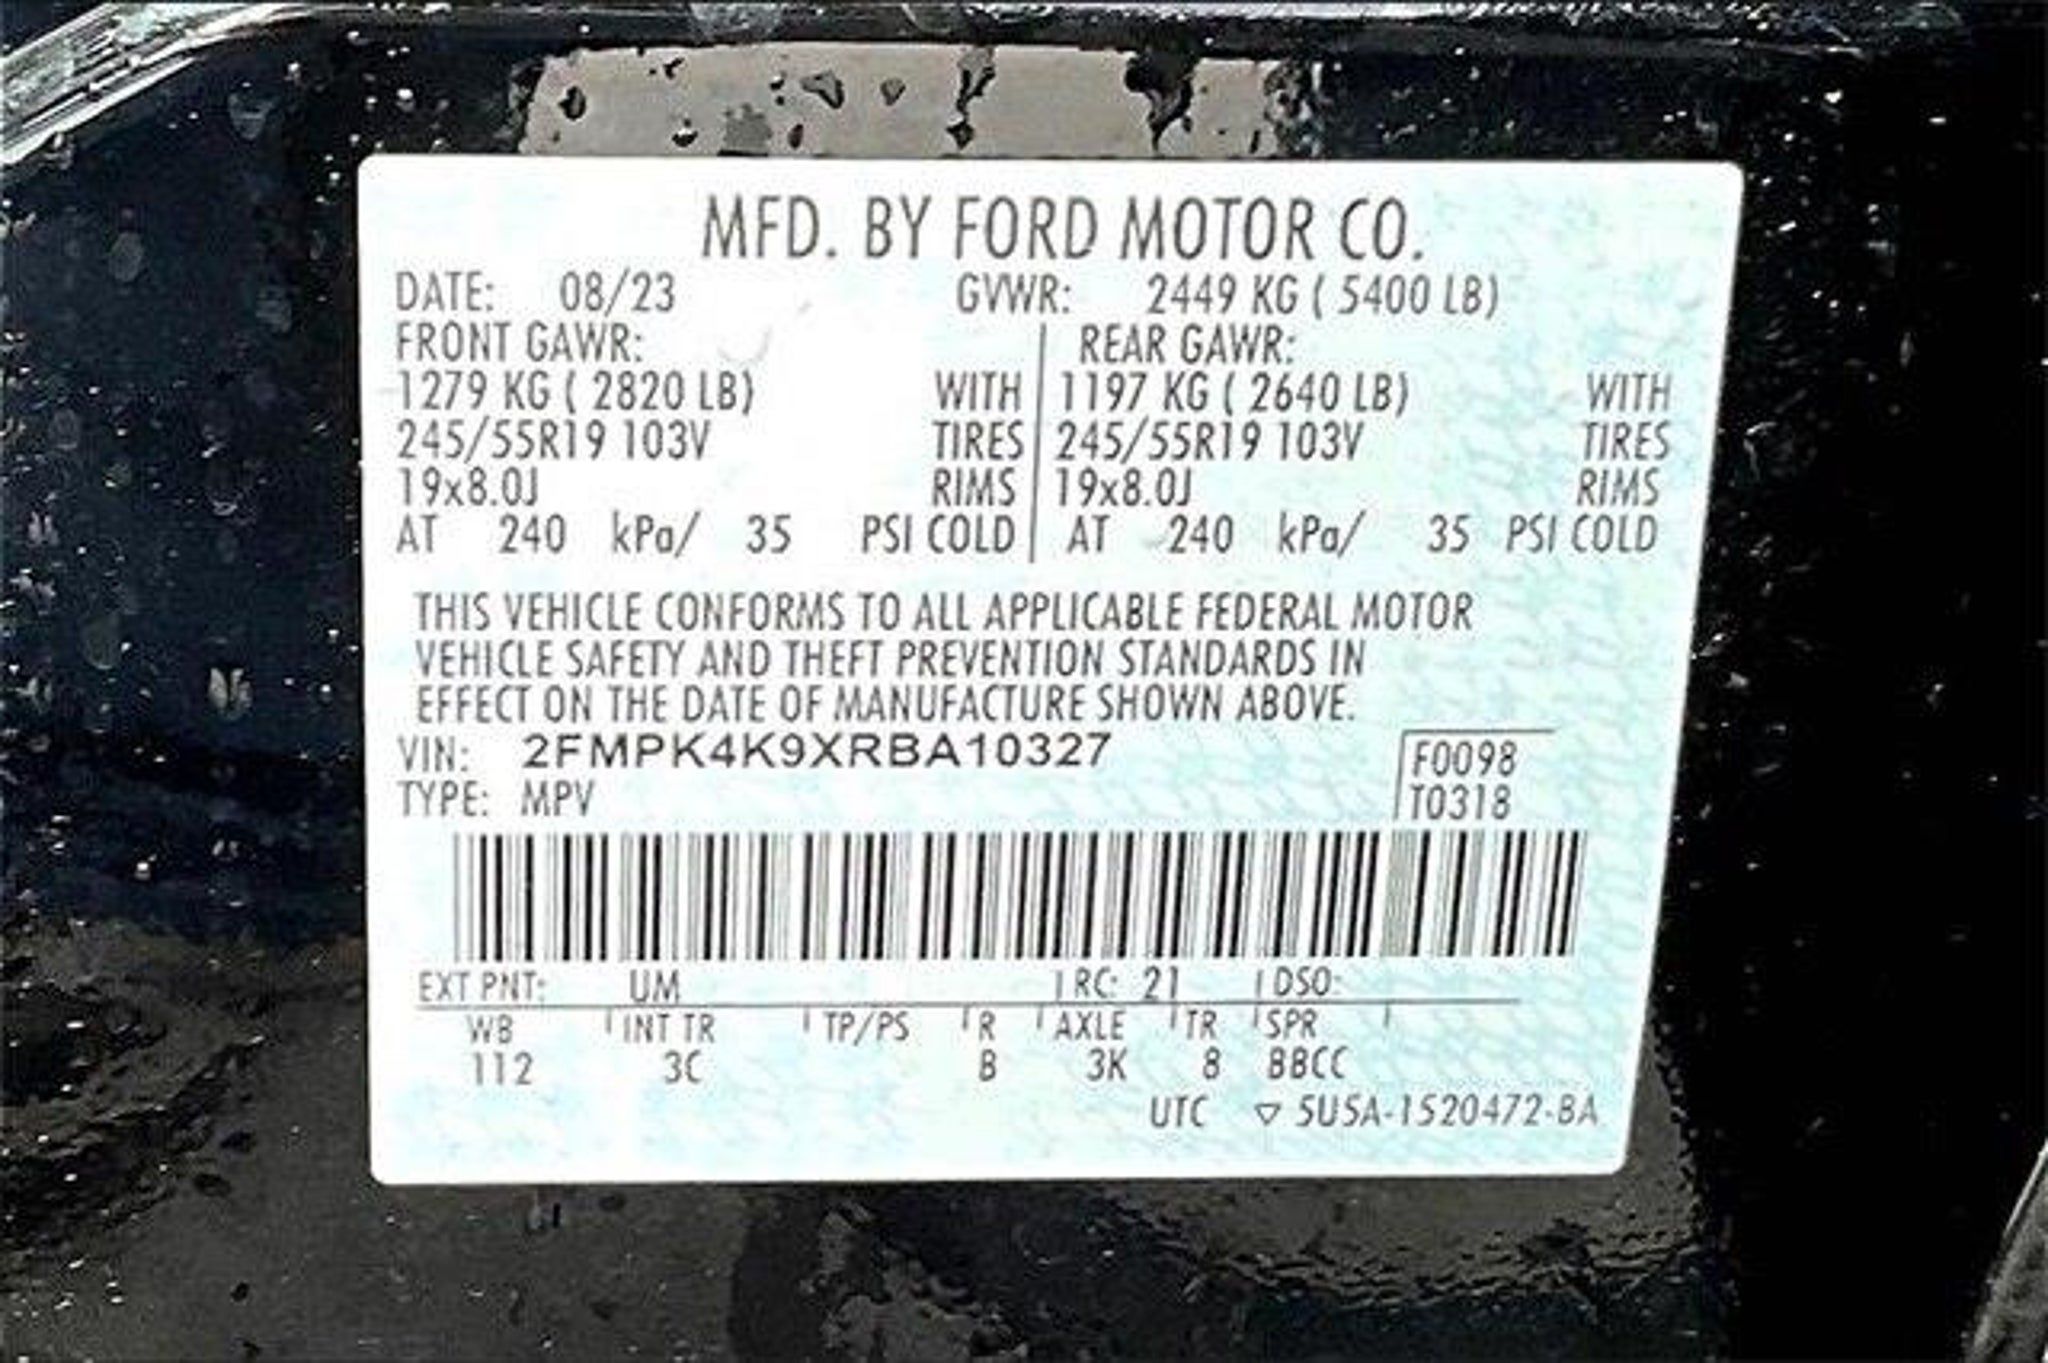 MFD. BY FORD MOTOR CO.
DATE: 08/23 GVWR: 2449 KG ( 5400 LB)
FRONT GAWR: REAR GAWR:
1279 KG ( 2820 LB) WITH 1197 KG ( 2640 LB) WITH
245/55R19 103V TIRES 245/55R19 103V TIRES
19x8.0J RIMS 19x8.0J RIMS
AT 240 kPa/ 35 PSI COLD AT 240 kPa/ 35 PSI COLD
THIS VEHICLE CONFORMS TO ALL APPLICABLE FEDERAL MOTOR
VEHICLE SAFETY AND THEFT PREVENTION STANDARDS IN
EFFECT ON THE DATE OF MANUFACTURE SHOWN ABOVE.
VIN: 2FMPK4K9XRBA10327 F0098
TYPE: MPV T0318
EXT PNT: UM RC: 21 DSO:
WB INT TR TP/PS R AXLE TR SPR
112 3C B 3K 8 BBCC
UTC ▽ 5U5A-1520472-BA